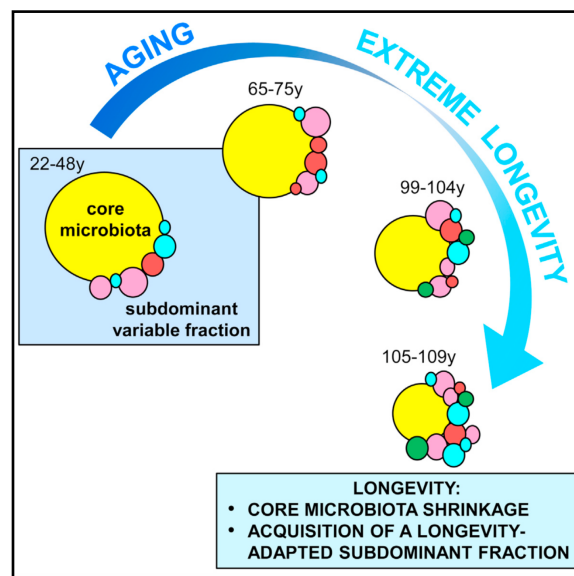 AGING
EXTREME LONGEVITY
65-75y
22-48y
core
microbiota
subdominant
variable fraction
99-104y
105-109y
LONGEVITY:
• CORE MICROBIOTA SHRINKAGE
• ACQUISITION OF A LONGEVITY-
ADAPTED SUBDOMINANT FRACTION